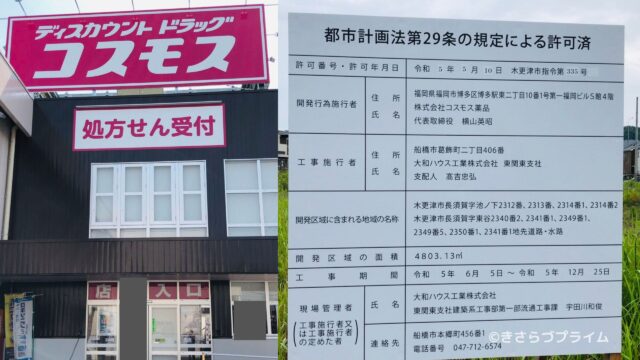 ディスカウント ドラッグ
コスモス
処方せん受付
店
入口
都市計画法第29条の規定による許可済
許可番号・許可年月日
令和 5年 5月 10日 木更津市指令第335号
開発行為施行者
住所
氏名
福岡県福岡市博多区博多駅東二丁目10番1号第一福岡ビルS館4階
株式会社コスモス薬品
代表取締役 横山英昭
工事施行者
住所
氏名
船橋市葛飾町二丁目406番
大和ハウス工業株式会社 東関東支社
支配人 髙吉忠弘
開発区域に含まれる地域の名称
木更津市長須賀字池ノ下2312番、2313番、2314番1、2314番2
木更津市長須賀字東谷2340番2、2341番1、2349番1、
2349番5、2350番1、2341番1地先道路・水路
開発区域の面積
4803.13㎡
工事期間
令和 5年 6月 5日 ～ 令和 5年 12月 25日
現場管理者
(工事施行者又は工事施行者の定めた者)
氏名
大和ハウス工業株式会社
東関東支社建築系工事部第一部流通工事課 宇田川和俊
連絡先
船橋市本郷町456番1
電話番号 047-712-6574
©きさらづプライム